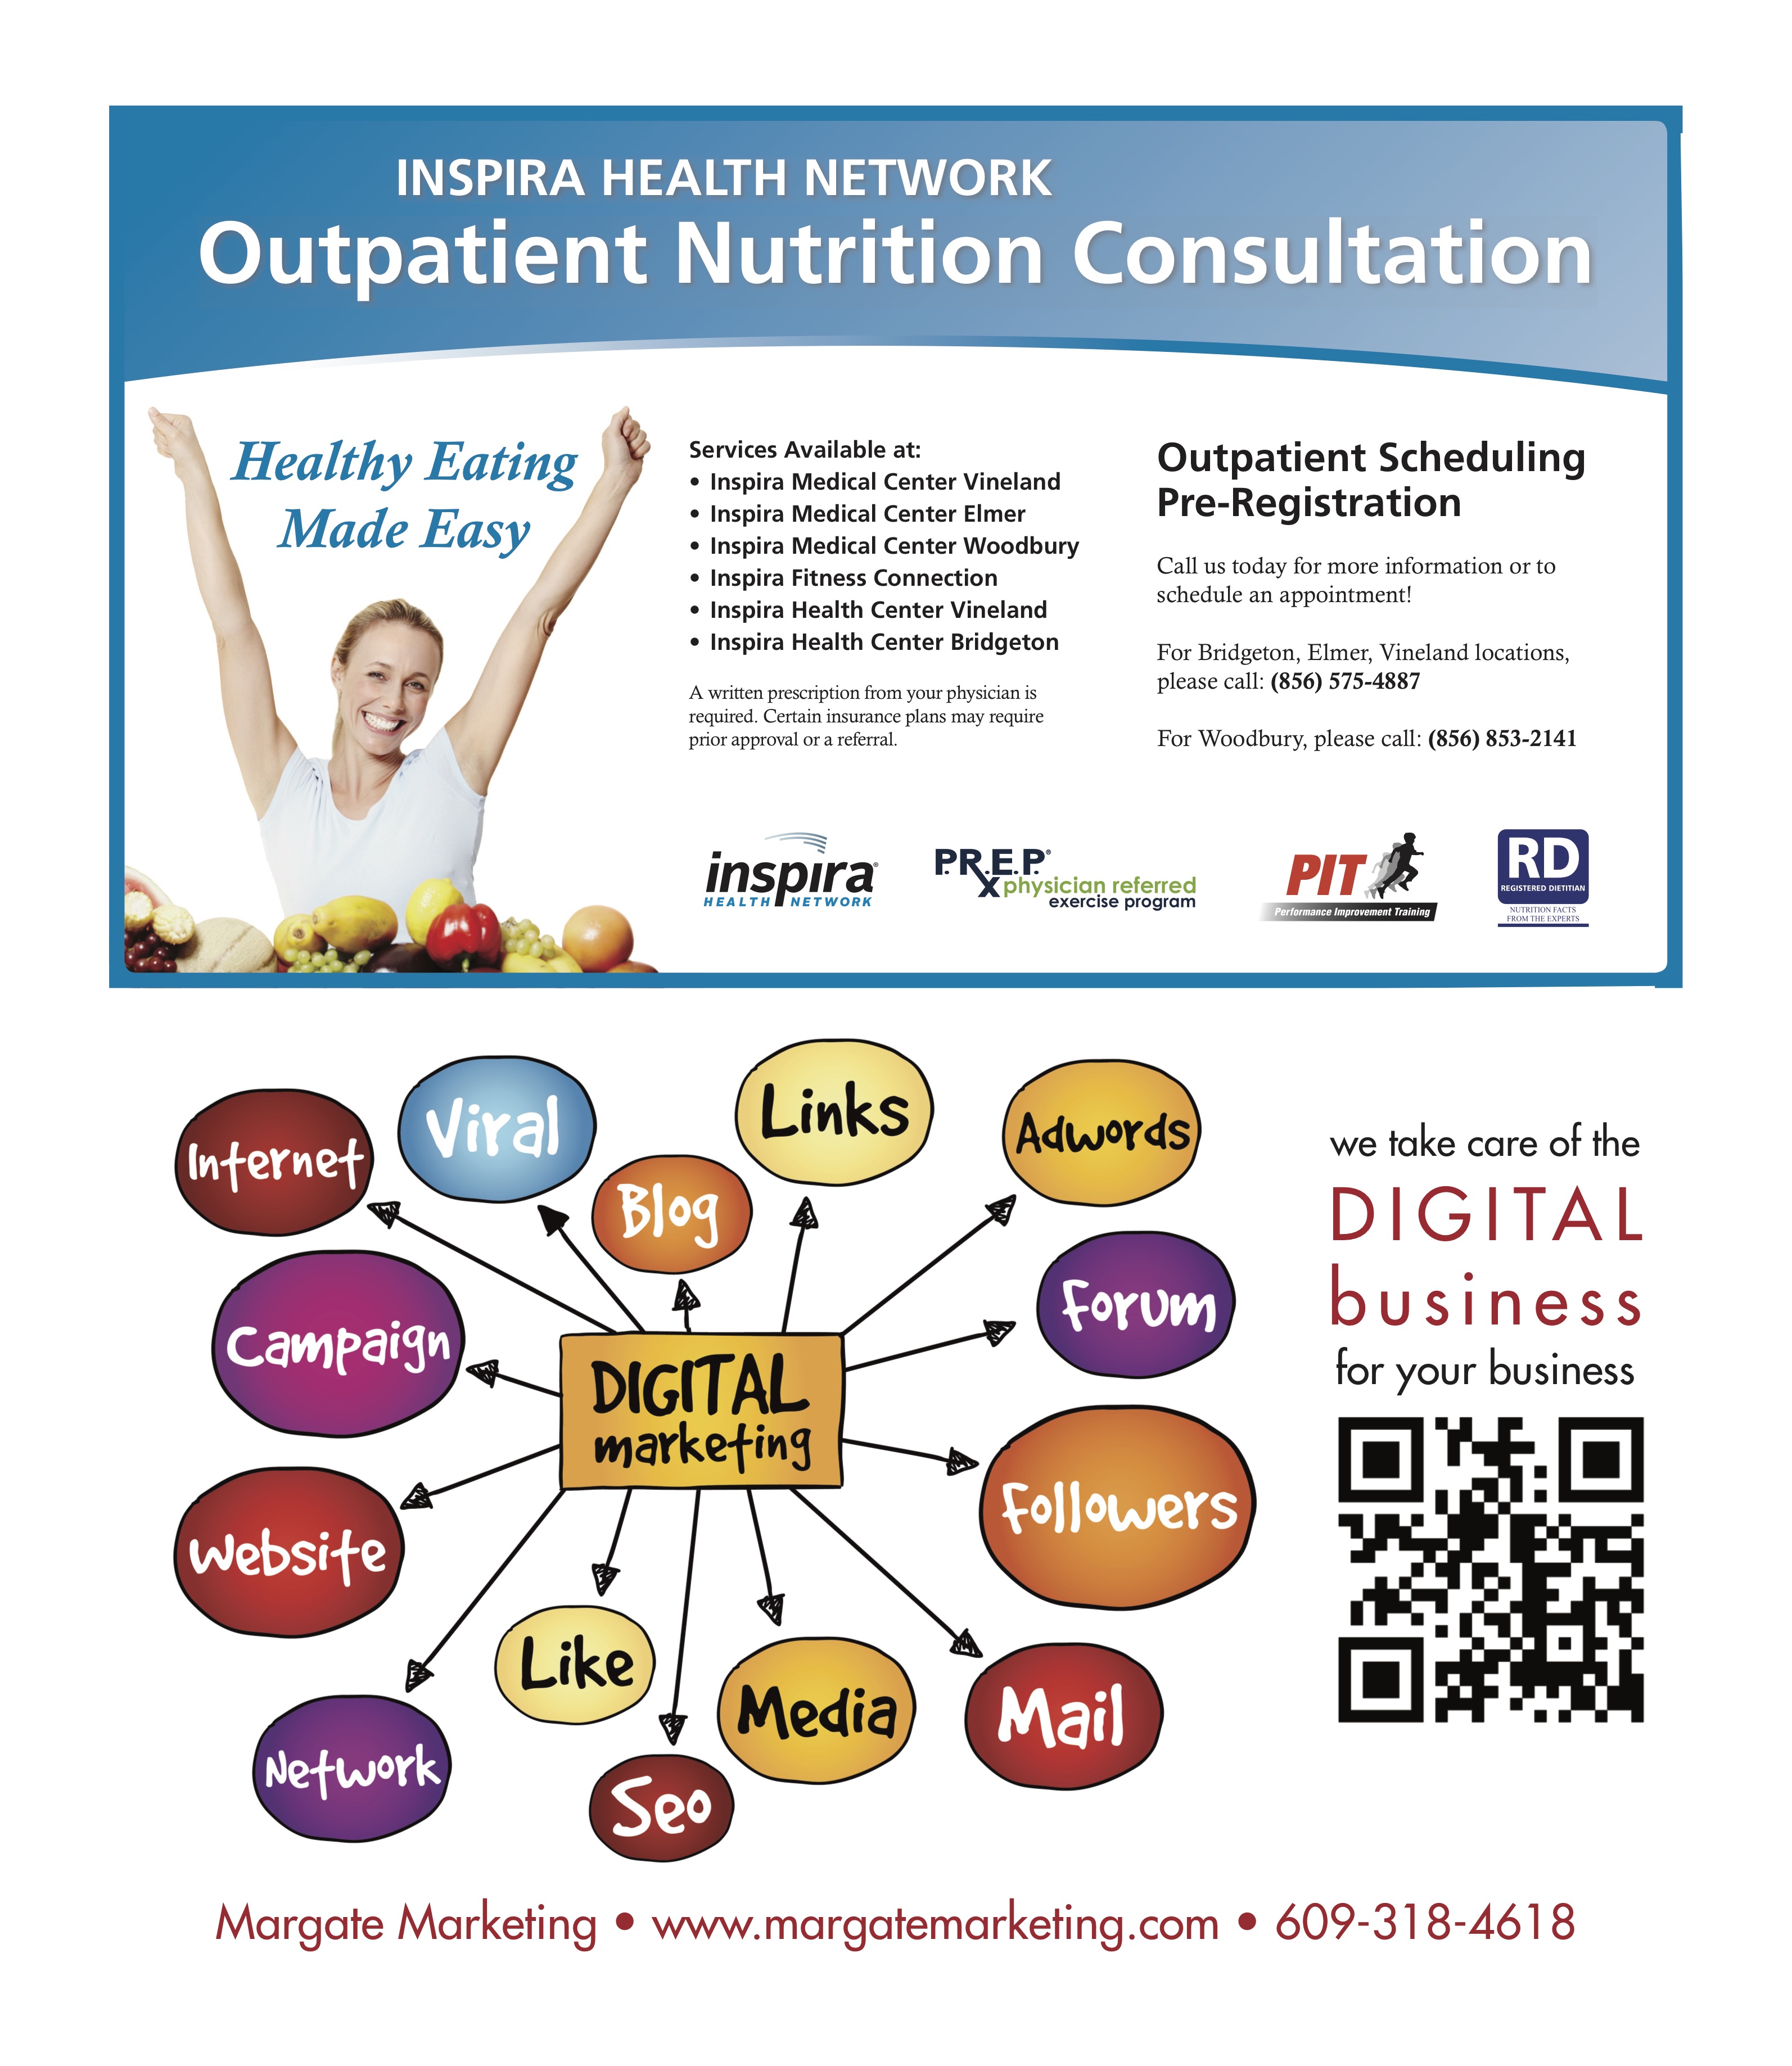 INSPIRA HEALTH NETWORK
Outpatient Nutrition Consultation
Healthy Eating
Made Easy
Services Available at:
• Inspira Medical Center Vineland
• Inspira Medical Center Elmer
• Inspira Medical Center Woodbury
• Inspira Fitness Connection
• Inspira Health Center Vineland
• Inspira Health Center Bridgeton
A written prescription from your physician is
required. Certain insurance plans may require
prior approval or a referral.
Outpatient Scheduling
Pre-Registration
Call us today for more information or to
schedule an appointment!
For Bridgeton, Elmer, Vineland locations,
please call: (856) 575-4887
For Woodbury, please call: (856) 853-2141
inspira®
HEALTH NETWORK
P.R.E.P.®
x physician referred
exercise program
PIT
Performance Improvement Training
RD
REGISTERED DIETITIAN
NUTRITION FACTS
FROM THE EXPERTS
Internet
Viral
Blog
Links
Adwords
Campaign
Forum
DIGITAL
marketing
Website
Followers
Network
Like
Seo
Media
Mail
we take care of the
DIGITAL
business
for your business
Margate Marketing • www.margatemarketing.com • 609-318-4618